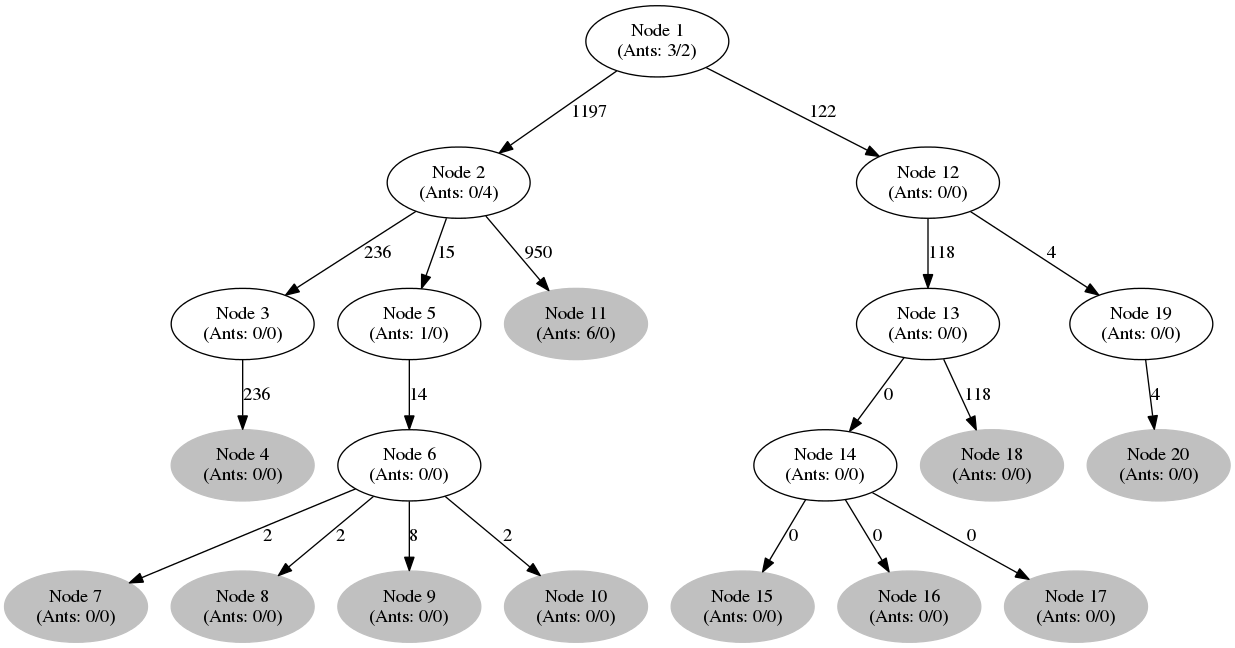 Node 1
(Ants: 3/2)
1197
122
Node 2
(Ants: 0/4)
Node 12
(Ants: 0/0)
236
15
950
118
4
Node 3
(Ants: 0/0)
Node 5
(Ants: 1/0)
Node 11
(Ants: 6/0)
Node 13
(Ants: 0/0)
Node 19
(Ants: 0/0)
236
14
0
118
4
Node 4
(Ants: 0/0)
Node 6
(Ants: 0/0)
Node 14
(Ants: 0/0)
Node 18
(Ants: 0/0)
Node 20
(Ants: 0/0)
2
2
8
2
0
0
0
Node 7
(Ants: 0/0)
Node 8
(Ants: 0/0)
Node 9
(Ants: 0/0)
Node 10
(Ants: 0/0)
Node 15
(Ants: 0/0)
Node 16
(Ants: 0/0)
Node 17
(Ants: 0/0)